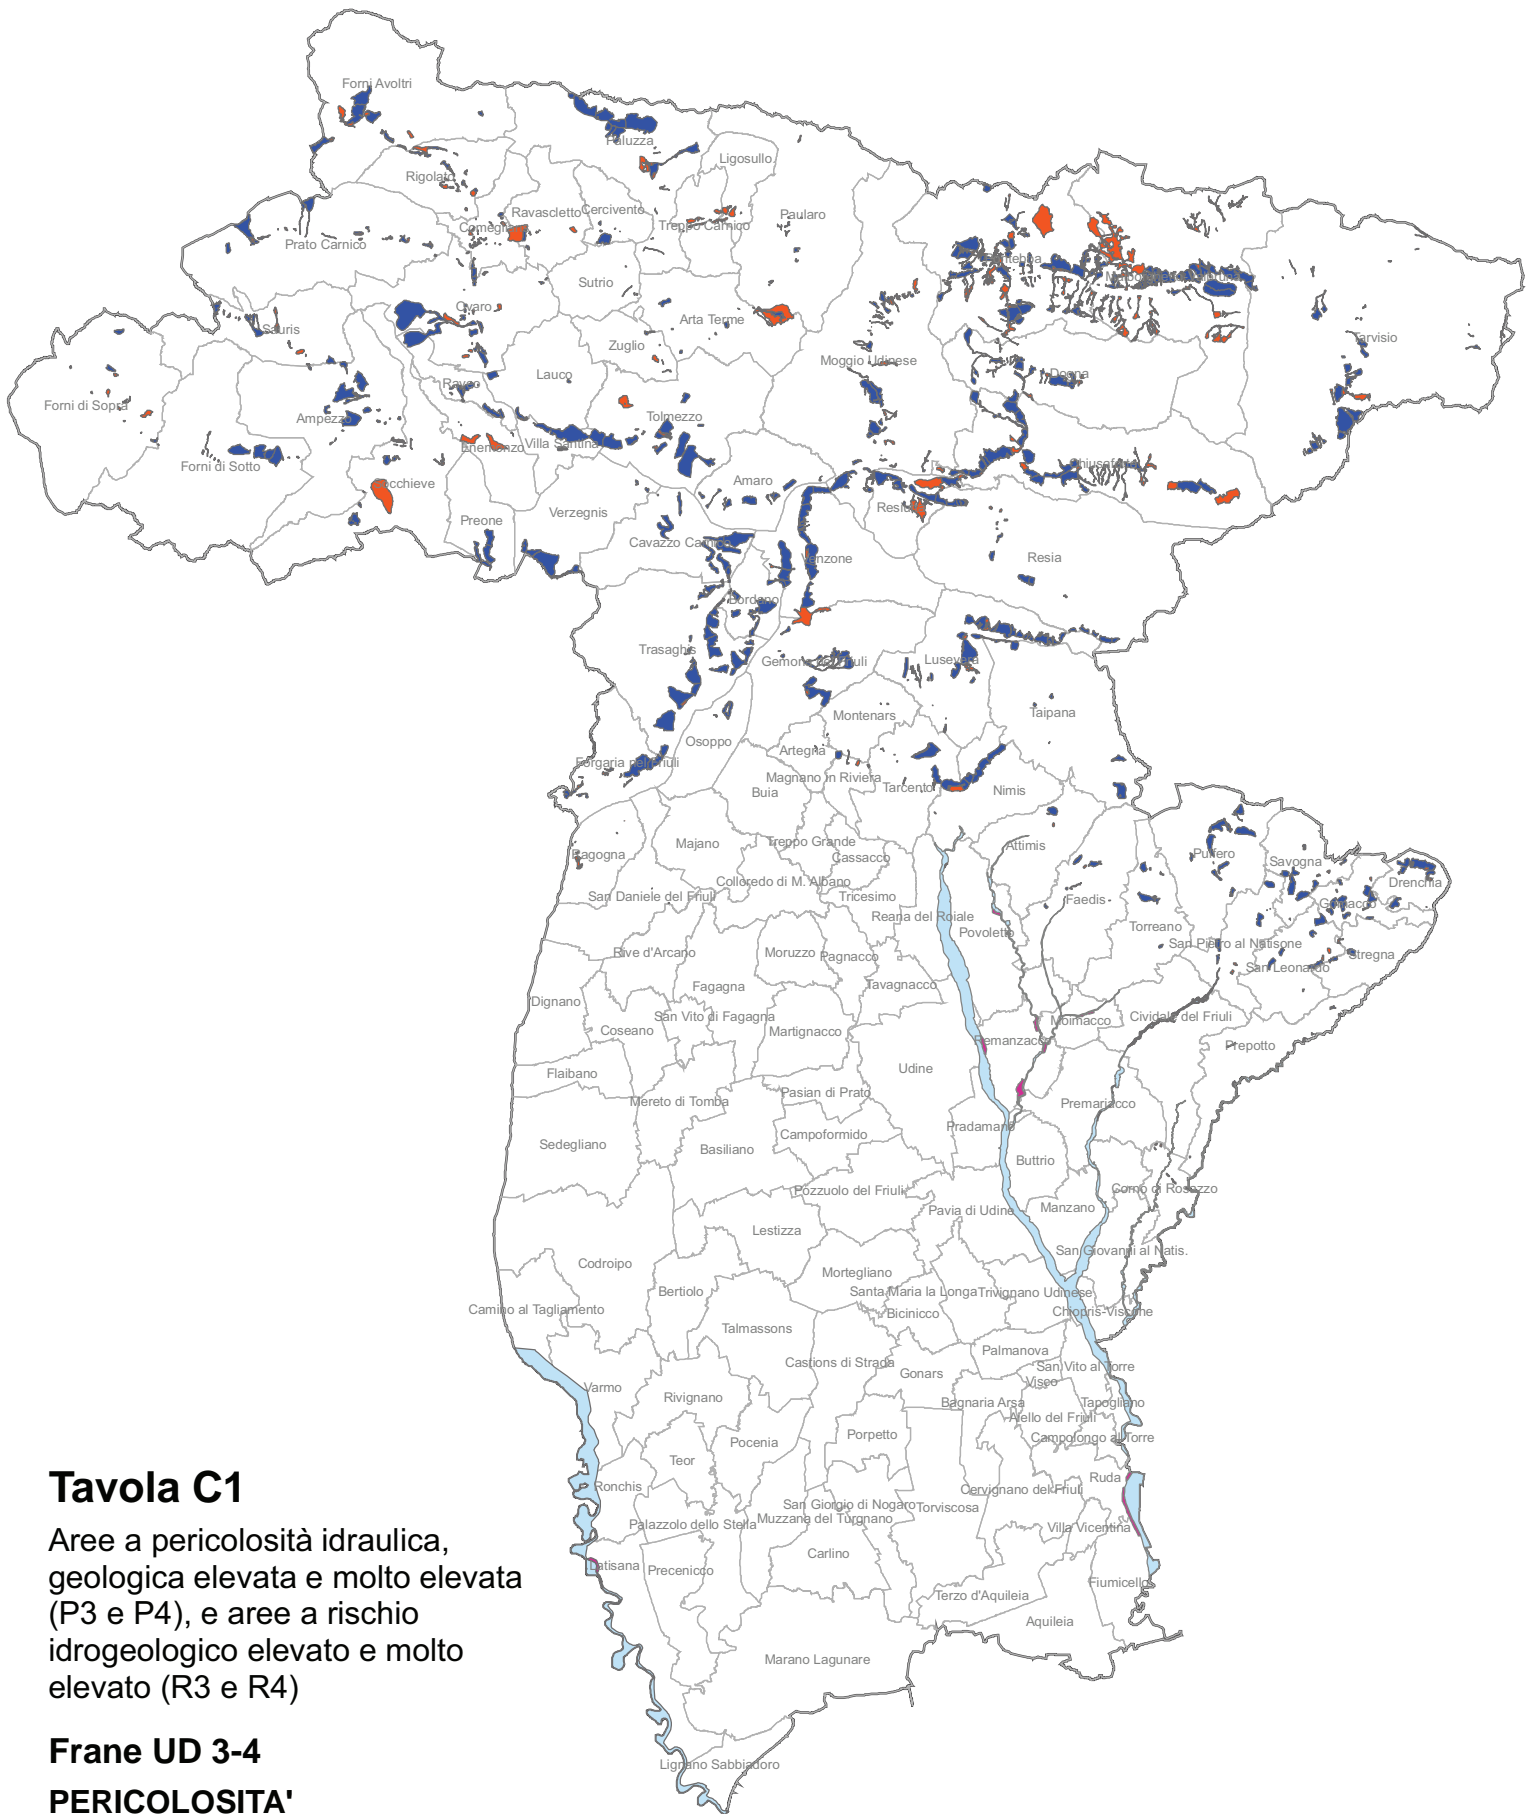 Forni Avoltri
Paluzza
Ligosullo
Rigolato
Ravascletto
Cercivento
Treppo Carnico
Paularo
Comeglians
Prato Carnico
Pontebba
Sutrio
Ovaro
Arta Terme
Sauris
Zuglio
Tarvisio
Moggio Udinese
Lauco
Dogna
Raveo
Forni di Sopra
Ampezzo
Tolmezzo
Villa Santina
Enemonzo
Forni di Sotto
Chiusaforte
Socchieve
Amaro
Resiutta
Preone
Verzegnis
Cavazzo Carnico
Venzone
Resia
Bordano
Trasaghis
Gemona del Friuli
Lusevera
Montenars
Taipana
Osoppo
Artegna
Forgaria nel Friuli
Magnano in Riviera
Buia
Tarcento
Nimis
Majano
Treppo Grande
Attimis
Ragogna
Cassacco
Pulfero
Savogna
Colloredo di M. Albano
Drenchia
San Daniele del Friuli
Tricesimo
Faedis
Grimacco
Reana del Roiale
Povoletto
Torreano
San Pietro al Natisone
Rive d'Arcano
Moruzzo
Pagnacco
Stregna
San Leonardo
Fagagna
Tavagnacco
Dignano
San Vito di Fagagna
Coseano
Martignacco
Moimacco
Cividale del Friuli
Remanzacco
Prepotto
Flaibano
Udine
Mereto di Tomba
Pasian di Prato
Premariacco
Sedegliano
Campoformido
Pradamano
Basiliano
Buttrio
Pozzuolo del Friuli
Corno di Rosazzo
Pavia di Udine
Manzano
Lestizza
San Giovanni al Natis.
Codroipo
Mortegliano
Bertiolo
Santa Maria la Longa
Trivignano Udinese
Camino al Tagliamento
Bicinicco
Chiopris-Viscone
Talmassons
Palmanova
Castions di Strada
Gonars
San Vito al Torre
Visco
Varmo
Rivignano
Bagnaria Arsa
Tapogliano
Aiello del Friuli
Pocenia
Porpetto
Campolongo al Torre
Teor
Ruda
Ronchis
Cervignano del Friuli
San Giorgio di Nogaro
Torviscosa
Muzzana del Turgnano
Palazzolo dello Stella
Villa Vicentina
Carlino
Latisana
Precenicco
Fiumicello
Terzo d'Aquileia
Aquileia
Marano Lagunare
Lignano Sabbiadoro
Tavola C1
Aree a pericolosità idraulica,
geologica elevata e molto elevata
(P3 e P4), e aree a rischio
idrogeologico elevato e molto
elevato (R3 e R4)
Frane UD 3-4
PERICOLOSITA'